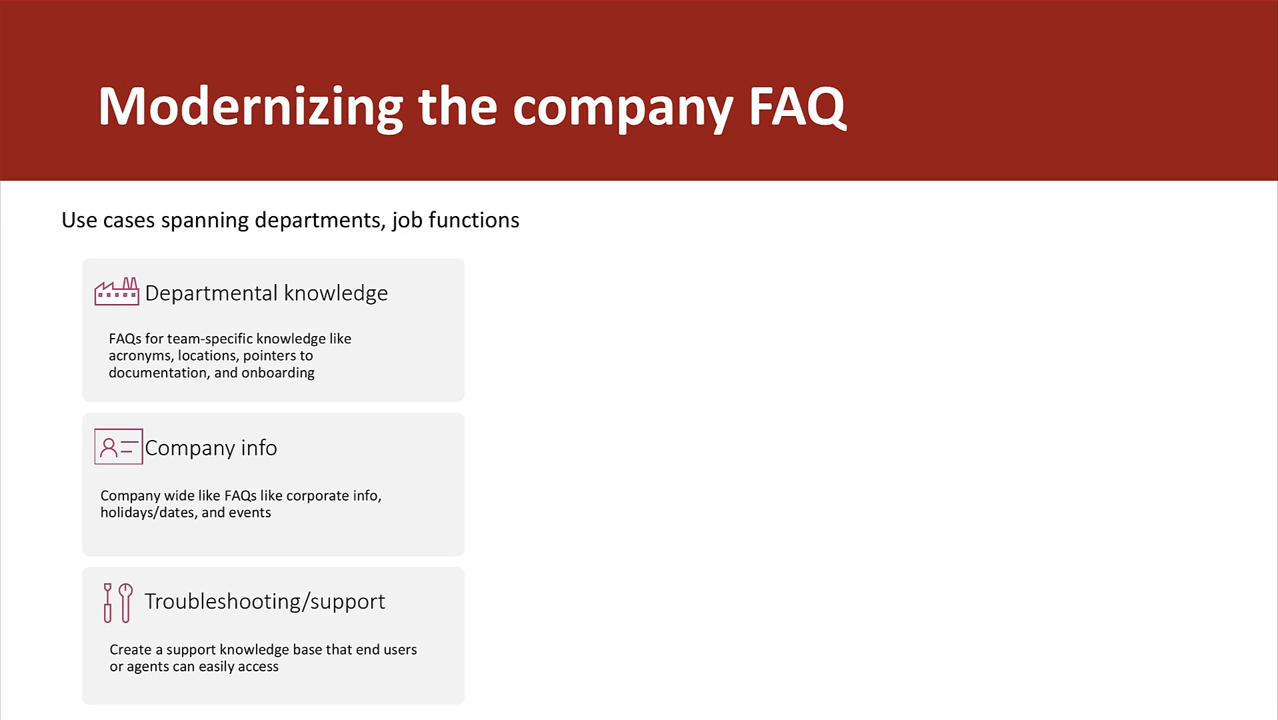 Modernizing the company FAQ
Use cases spanning departments, job functions
Departmental knowledge
FAQs for team-specific knowledge like
acronyms, locations, pointers to
documentation, and onboarding
Company info
Company wide like FAQs like corporate info,
holidays/dates, and events
Troubleshooting/support
Create a support knowledge base that end users
or agents can easily access